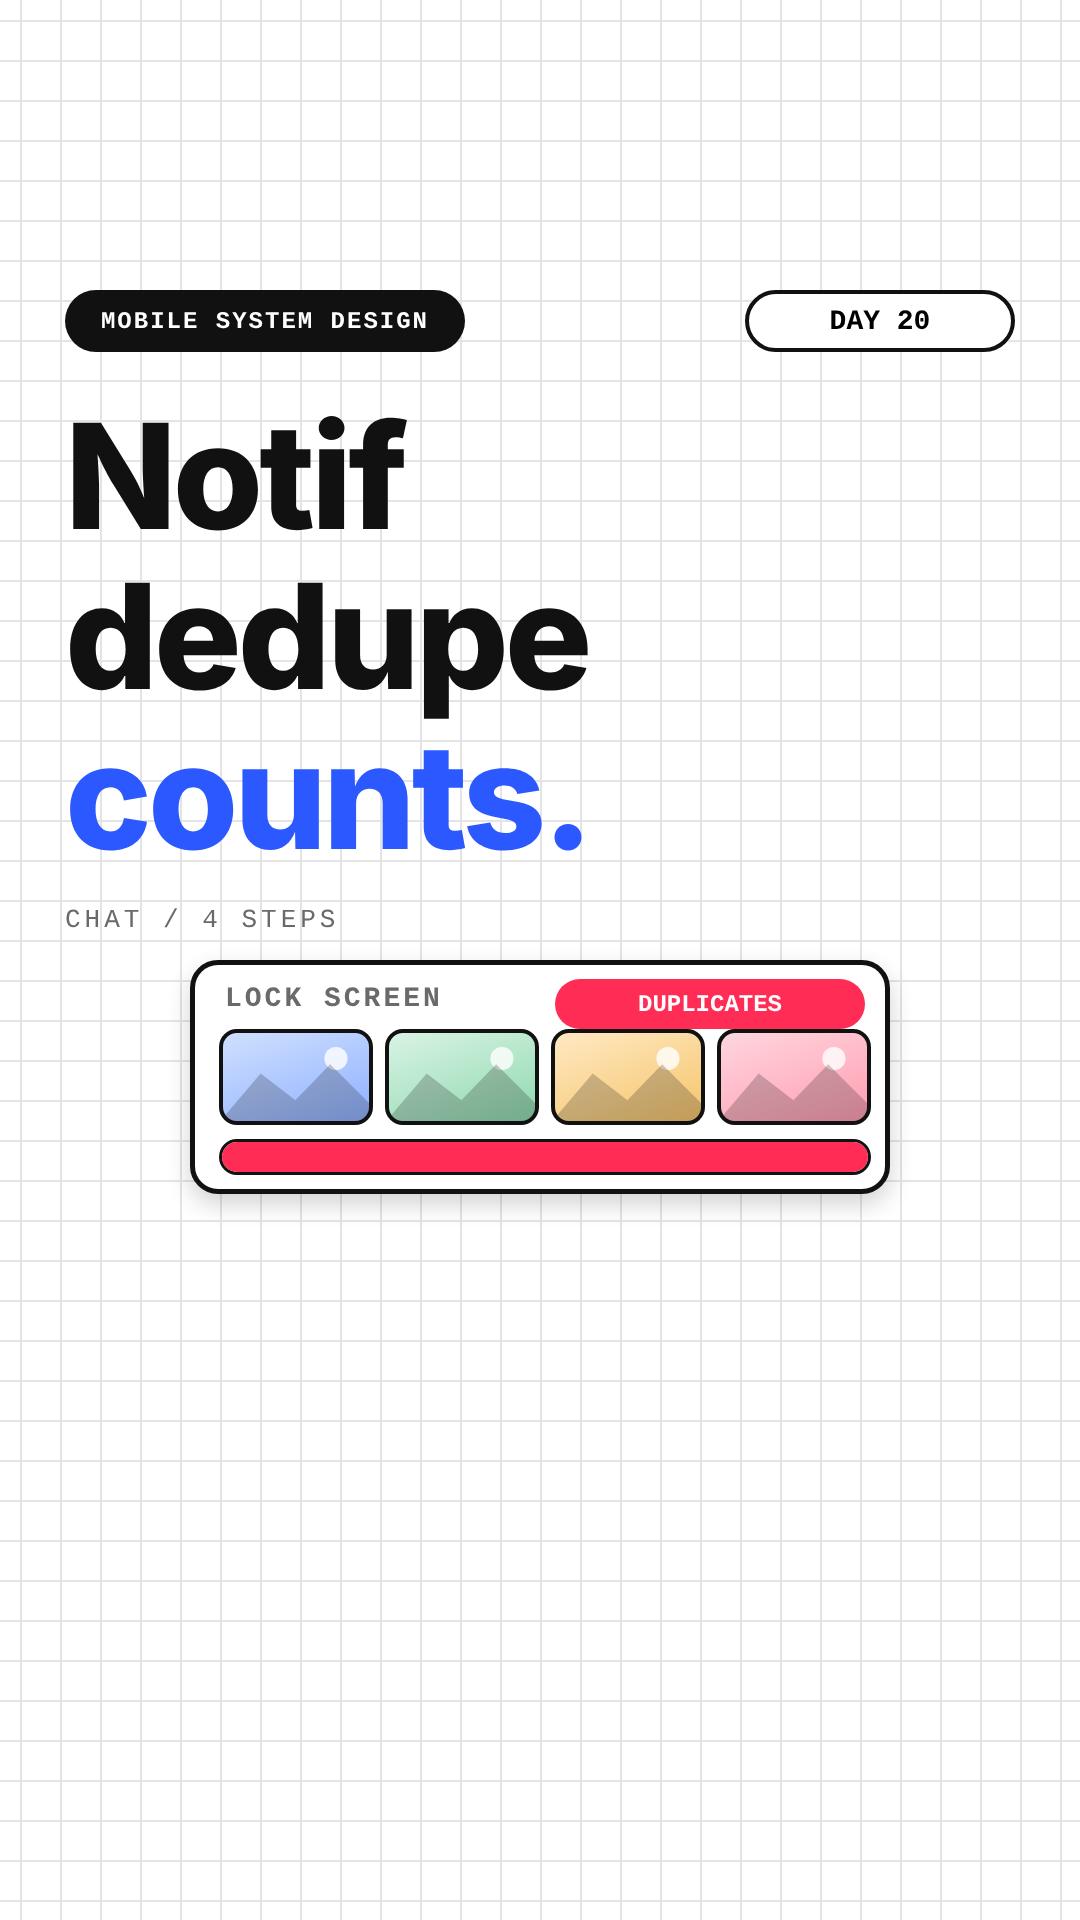 MOBILE SYSTEM DESIGN
DAY 20
Notif
dedupe
counts.
CHAT / 4 STEPS
LOCK SCREEN
DUPLICATES